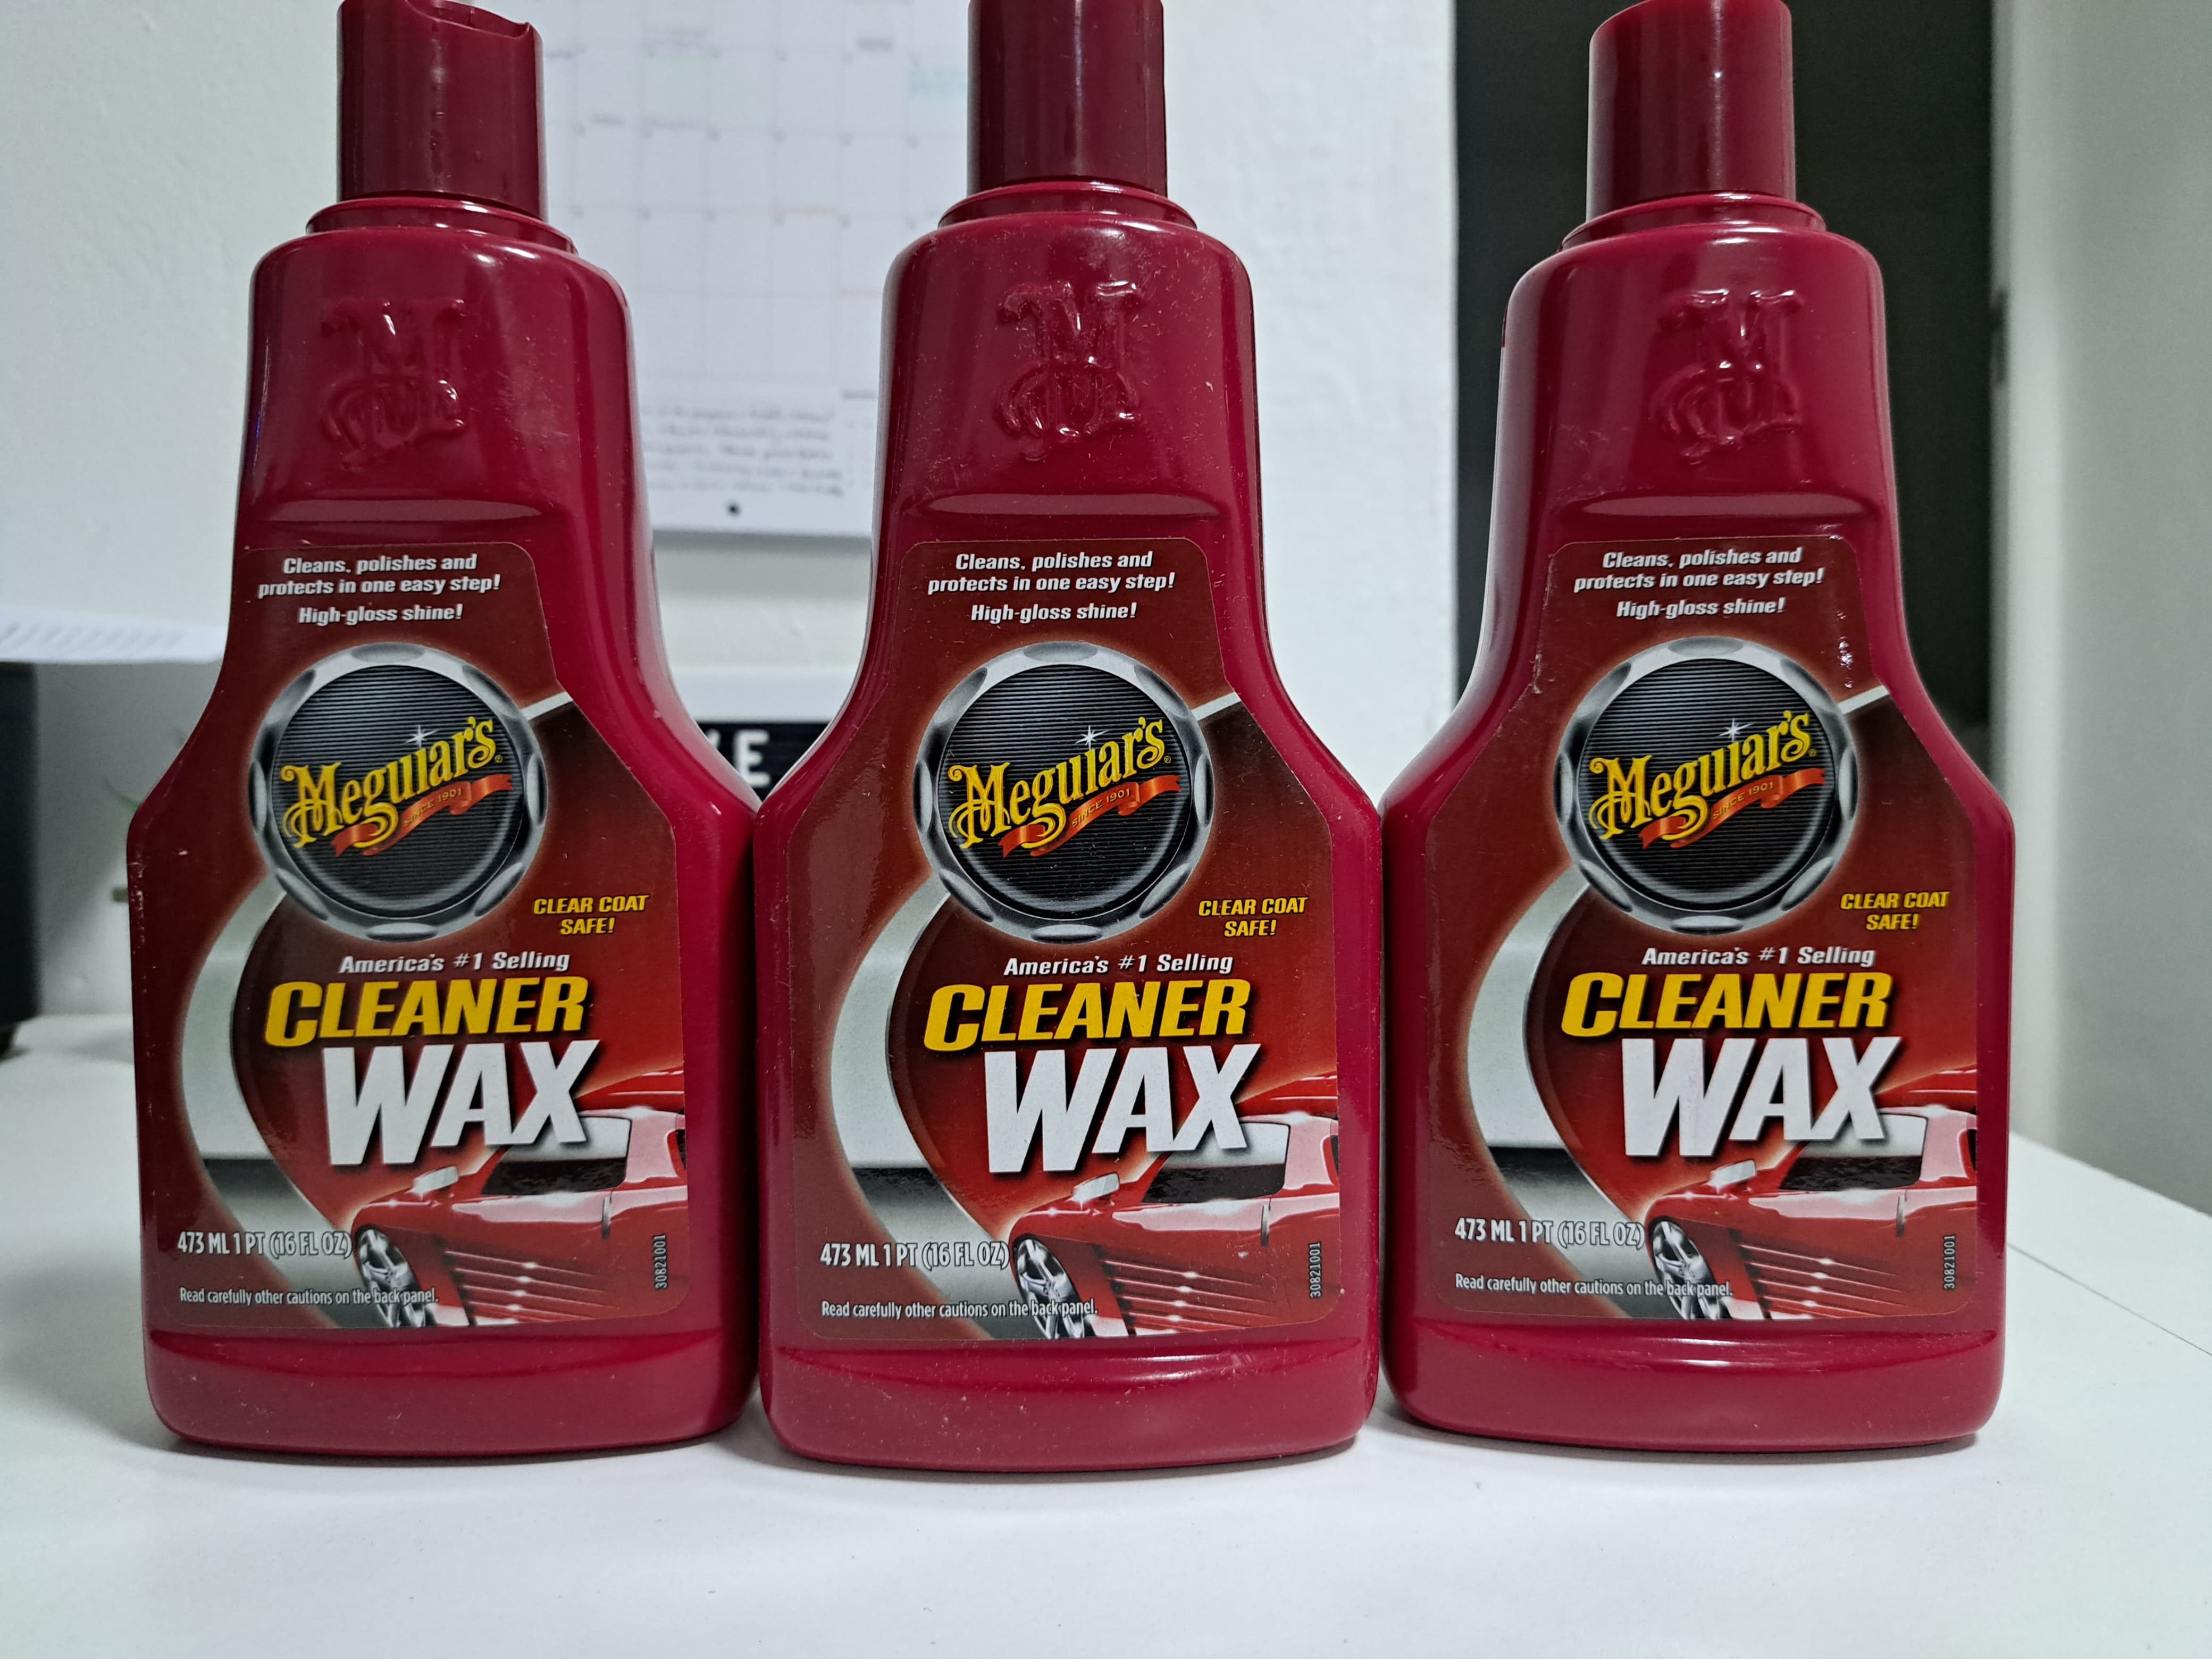 Cleans, polishes and
protects in one easy step!
High-gloss shine!
Meguiar's
SINCE 1901
CLEAR COAT
SAFE!
America's #1 Selling
CLEANER
WAX
473 ML 1 PT (16 FL OZ)
Read carefully other cautions on the back panel.
30821001
Cleans, polishes and
protects in one easy step!
High-gloss shine!
Meguiar's
SINCE 1901
CLEAR COAT
SAFE!
America's #1 Selling
CLEANER
WAX
473 ML 1 PT (16 FL OZ)
Read carefully other cautions on the back panel.
30821001
Cleans, polishes and
protects in one easy step!
High-gloss shine!
Meguiar's
SINCE 1901
CLEAR COAT
SAFE!
America's #1 Selling
CLEANER
WAX
473 ML 1 PT (16 FL OZ)
Read carefully other cautions on the back panel.
30821001